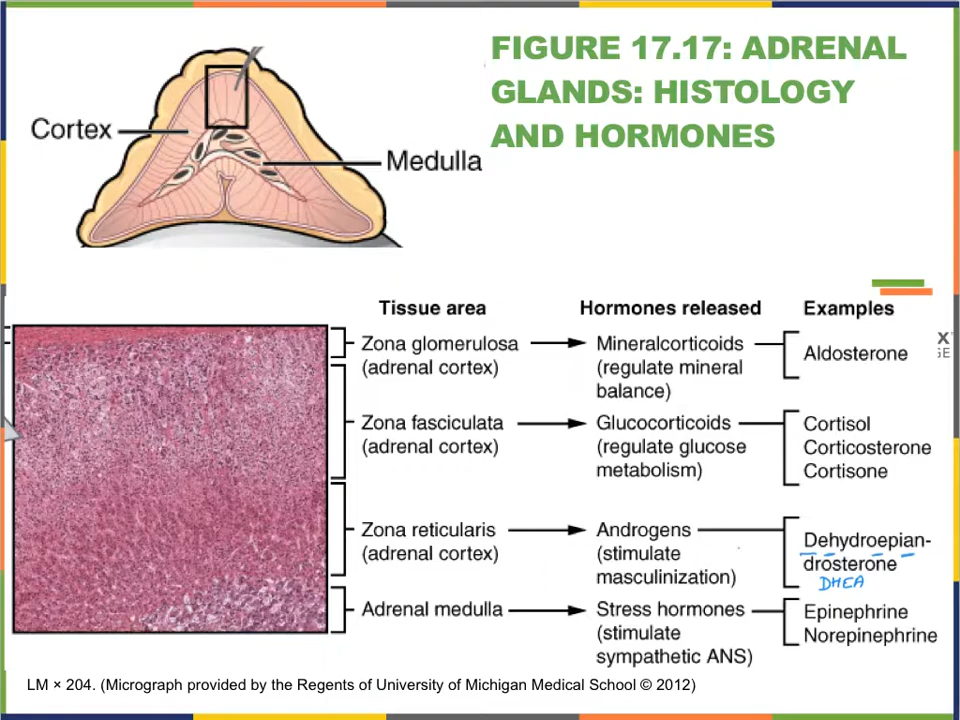 FIGURE 17.17: ADRENAL
GLANDS: HISTOLOGY
AND HORMONES
Cortex
Medulla
Tissue area
Hormones released
Examples
Zona glomerulosa
(adrenal cortex)
Mineralcorticoids
(regulate mineral
balance)
Aldosterone
Zona fasciculata
(adrenal cortex)
Glucocorticoids
(regulate glucose
metabolism)
Cortisol
Corticosterone
Cortisone
Zona reticularis
(adrenal cortex)
Androgens
(stimulate
masculinization)
Dehydroepian-
drosterone
DHEA
Adrenal medulla
Stress hormones
(stimulate
sympathetic ANS)
Epinephrine
Norepinephrine
LM × 204. (Micrograph provided by the Regents of University of Michigan Medical School © 2012)